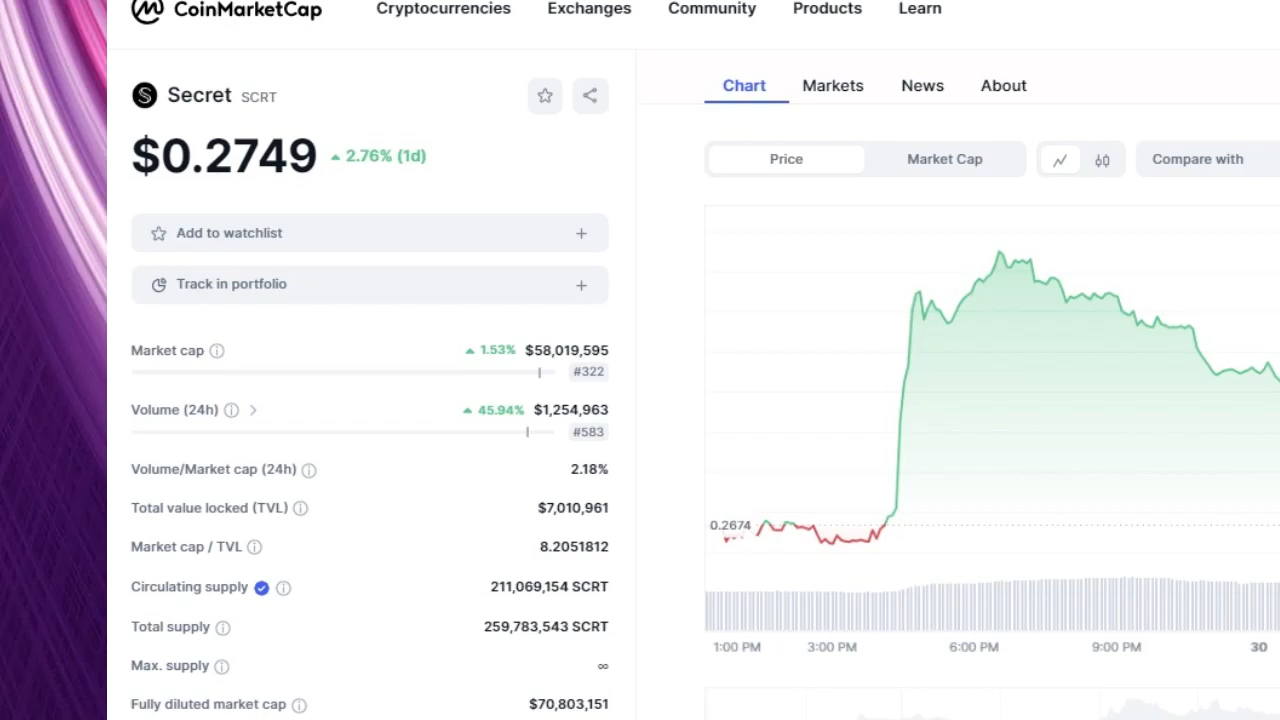 CoinMarketCap Cryptocurrencies Exchanges Community Products Learn
Secret SCRT
$0.2749 2.76% (1d)
Add to watchlist
Track in portfolio
Market cap 1.53% $58,019,595
#322
Volume (24h) 45.94% $1,254,963
#583
Volume/Market cap (24h) 2.18%
Total value locked (TVL) $7,010,961
Market cap / TVL 8.2051812
Circulating supply 211,069,154 SCRT
Total supply 259,783,543 SCRT
Max. supply ∞
Fully diluted market cap $70,803,151
Chart Markets News About
Price Market Cap Compare with
0.2674
1:00 PM 3:00 PM 6:00 PM 9:00 PM 30